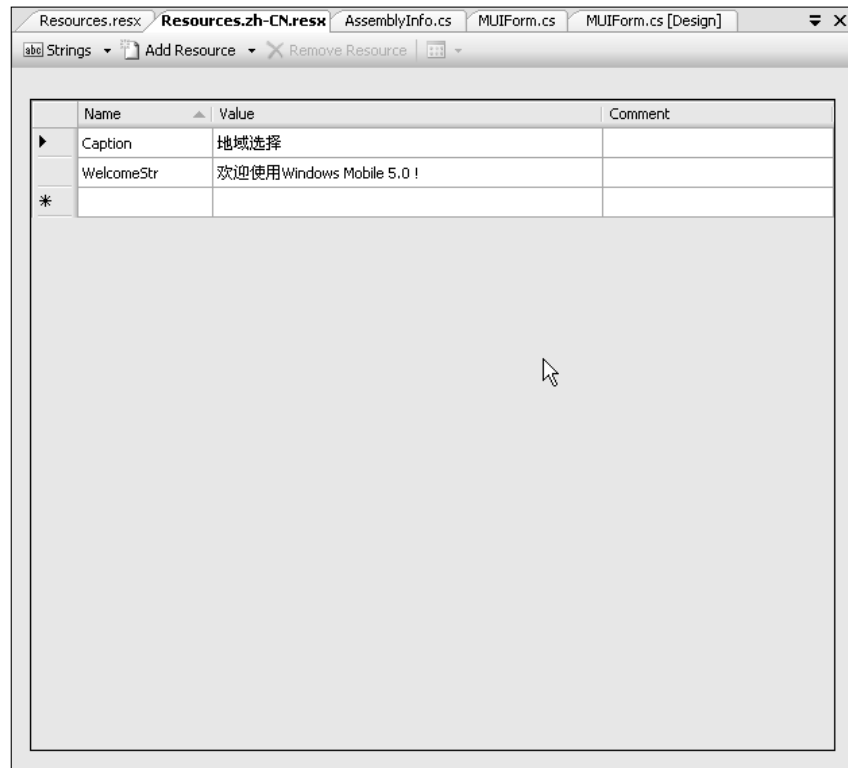 Resources.resx Resources.zh-CN.resx AssemblyInfo.cs MUIForm.cs MUIForm.cs [Design]
abc Strings Add Resource Remove Resource
Name Value Comment
Caption 地域选择
WelcomeStr 欢迎使用Windows Mobile 5.0 !